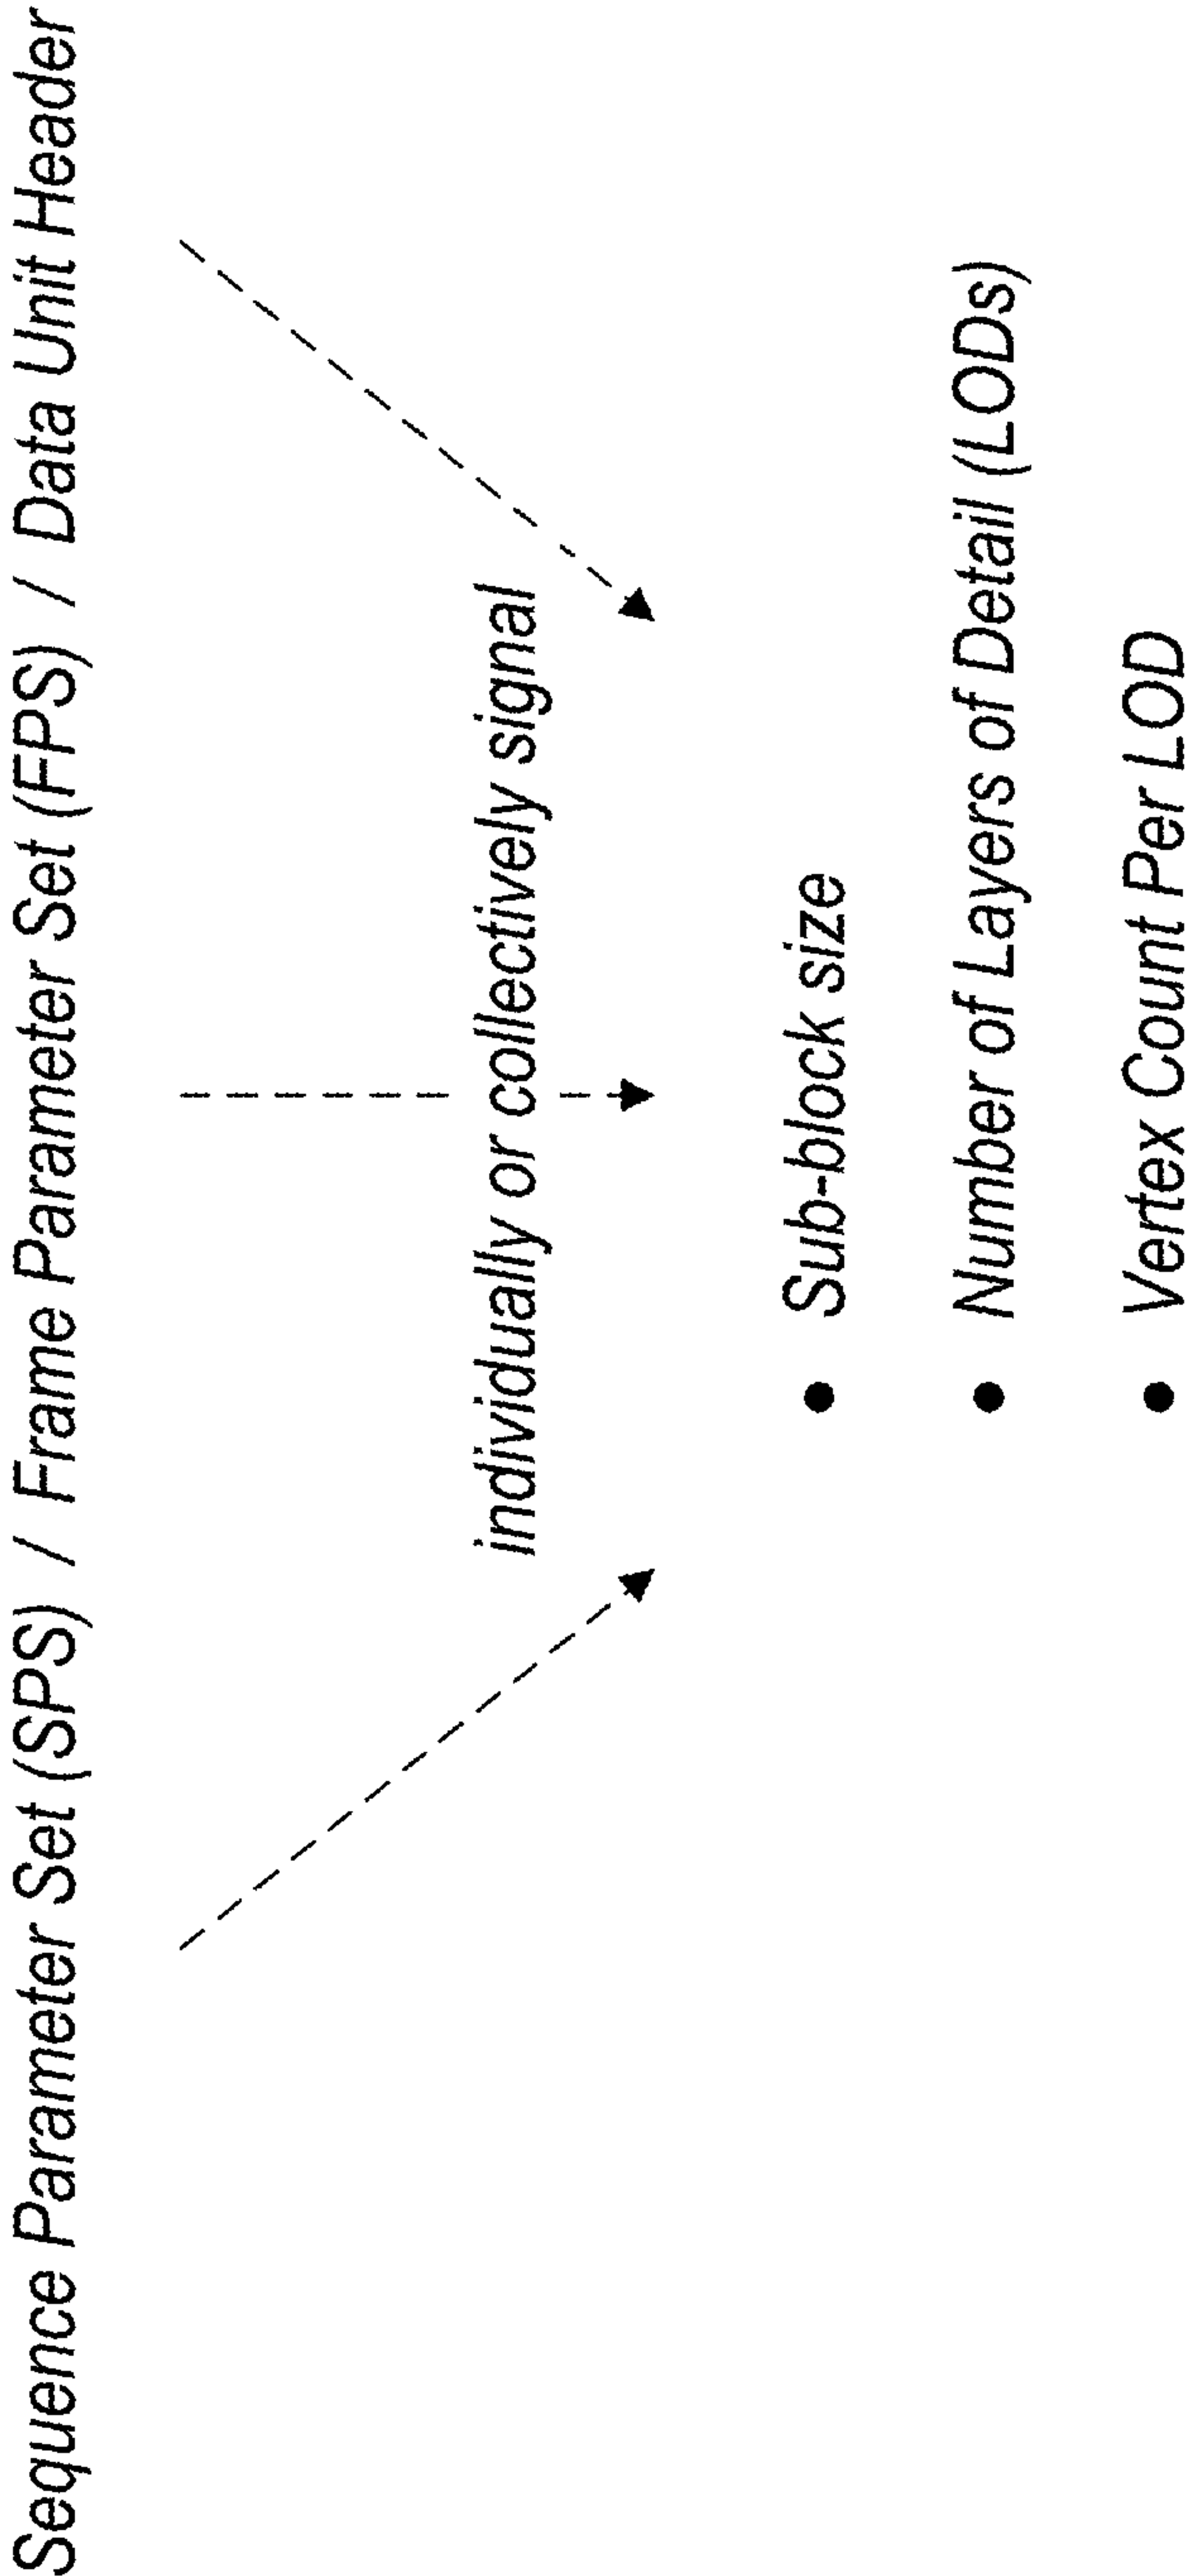 Sequence Parameter Set (SPS) / Frame Parameter Set (FPS) / Data Unit Header
individually or collectively signal
● Sub-block size
● Number of Layers of Detail (LODs)
● Vertex Count Per LOD